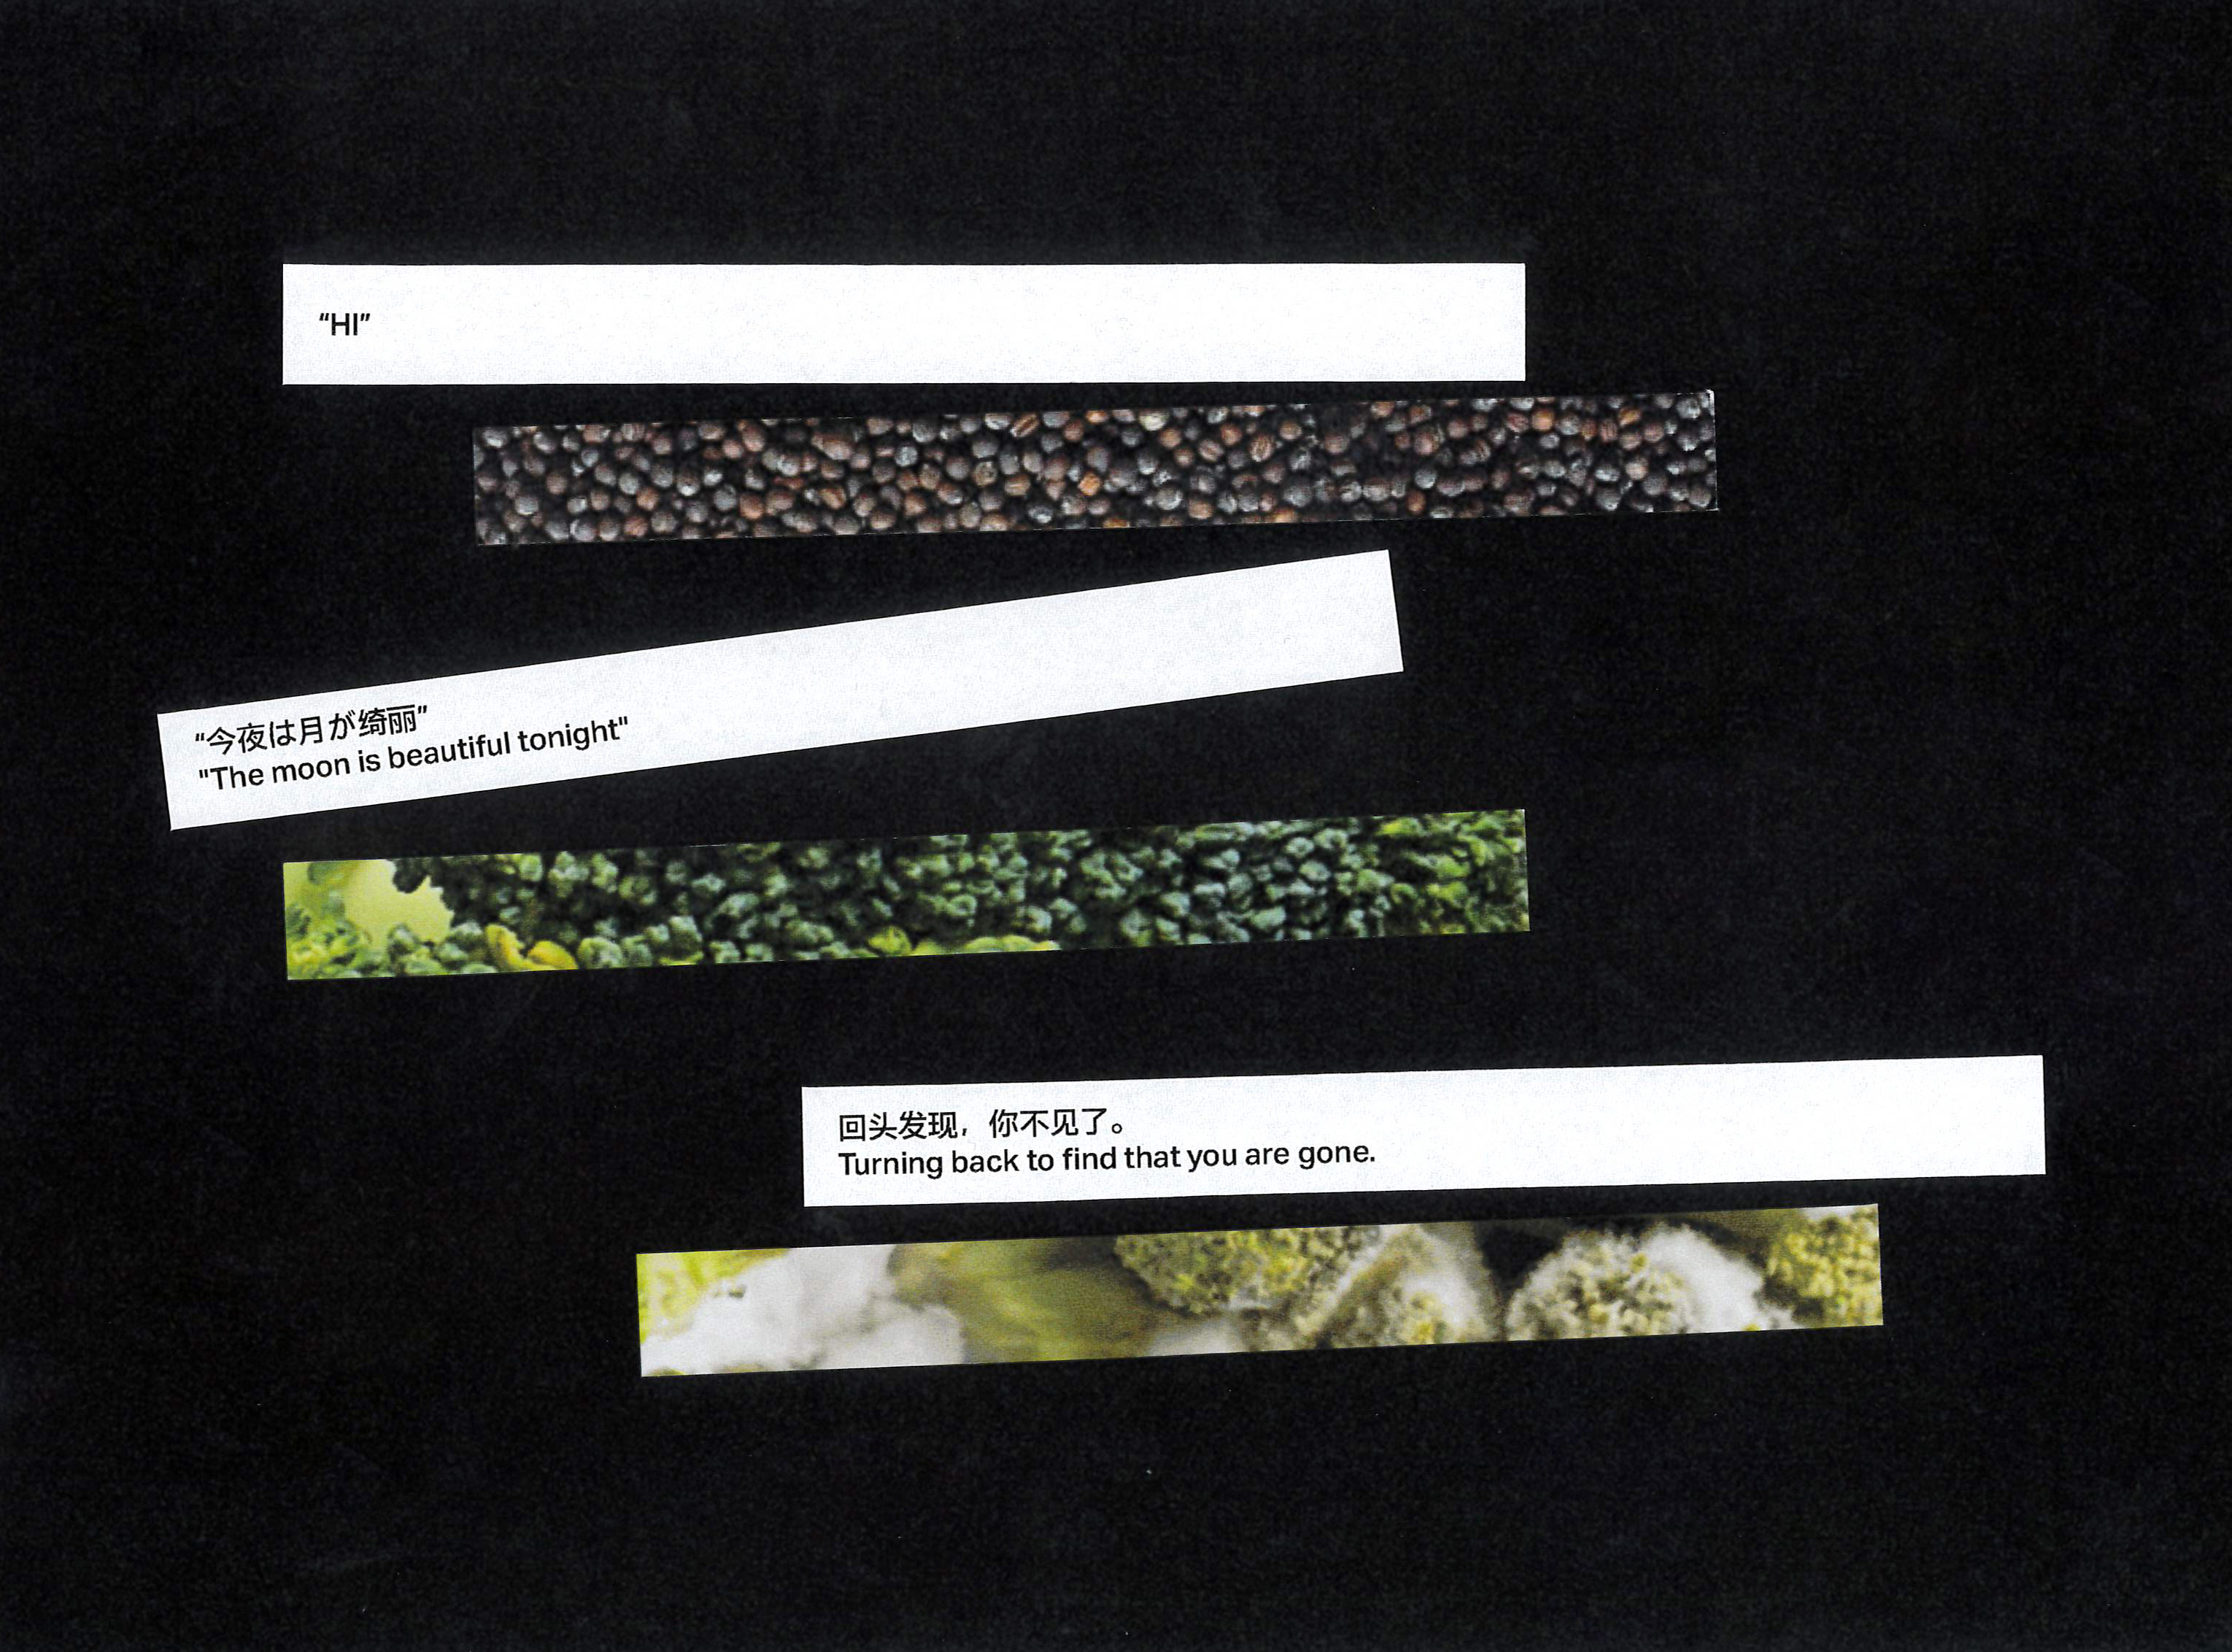 “HI”
“今夜は月が绮丽”
"The moon is beautiful tonight"
回头发现，你不见了。
Turning back to find that you are gone.